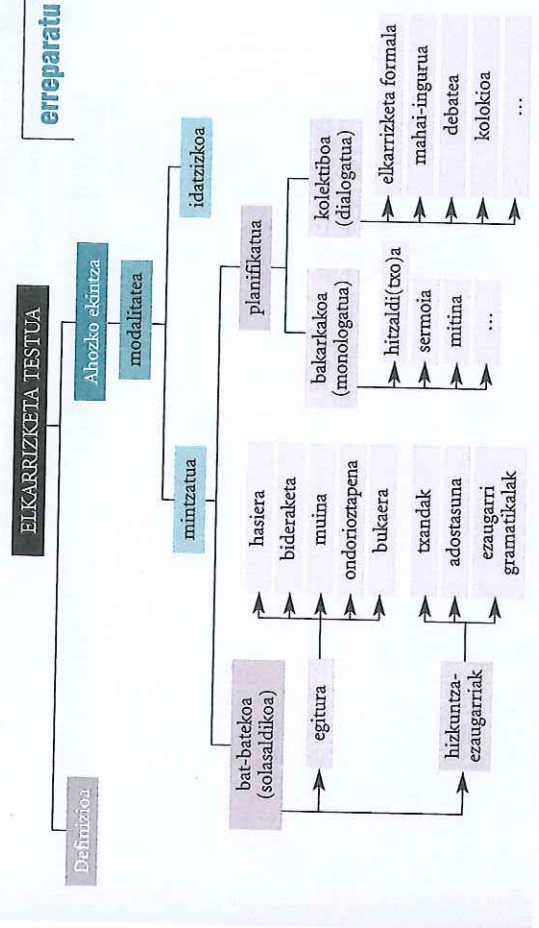 erreparatu
ELKARRIZKETA TESTUA
Definizioa
Ahozko ekintza
modalitatea
mintzatua
idatzizkoa
bat-batekoa
(solasaldikoa)
egitura
hasiera
bideraketa
muina
ondorioztapena
bukaera
hizkuntza-
ezaugarriak
txandak
adostasuna
ezaugarri
gramatikalak
planifikatua
bakarkakoa
(monologatua)
hitzaldi(txo)a
sermoia
mitina
...
kolektiboa
(dialogatua)
elkarrizketa formala
mahai-ingurua
debatea
kolokioa
...